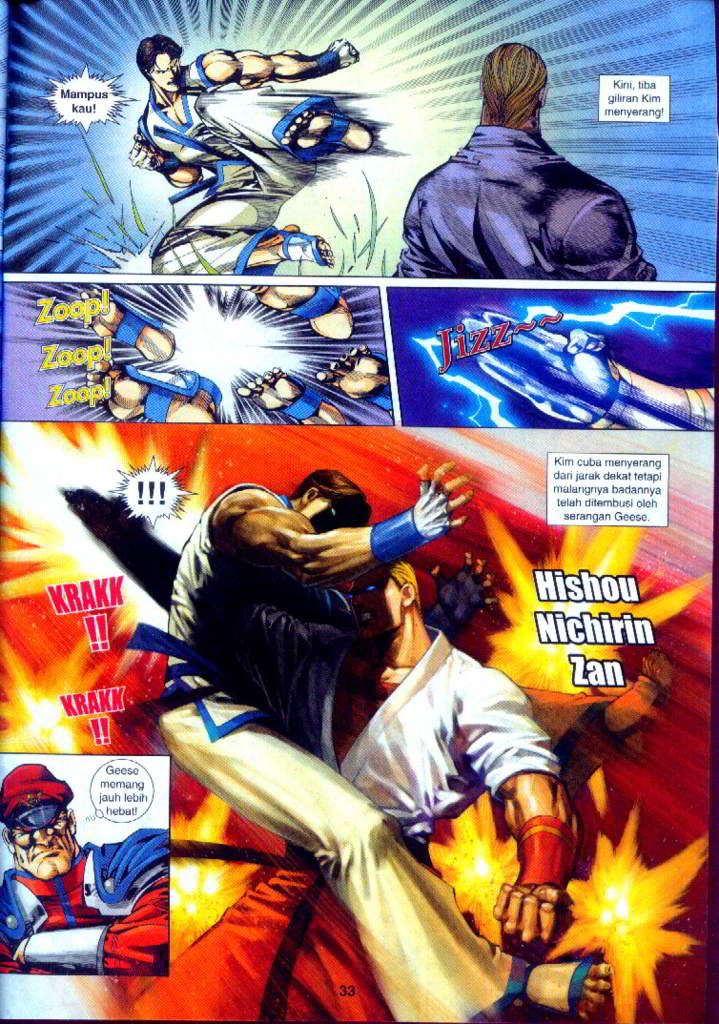 Mampus
kau!
Kini, tiba
giliran Kim
menyerang!
Zoop!
Zoop!
Zoop!
Jizz~~
Kim cuba menyerang
dari jarak dekat tetapi
malangnya badannya
telah ditembusi oleh
serangan Geese.
!!!
KRAKK
!!
Hishou
Nichirin
Zan
KRAKK
!!
Geese
memang
jauh lebih
hebat!
33